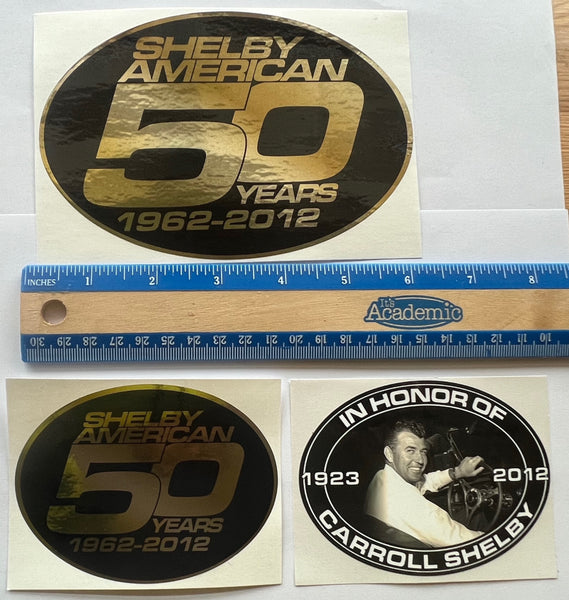 SHELBY
AMERICAN
50
YEARS
1962-2012
INCHES 1 2 3 4 5 6 7 8
It's
Academic
30 29 28 27 26 25 24 23 22 21 20 19 18 17 16 15 14 13 12 11 10
SHELBY
AMERICAN
50
YEARS
1962-2012
IN HONOR OF
1923 2012
CARROLL SHELBY